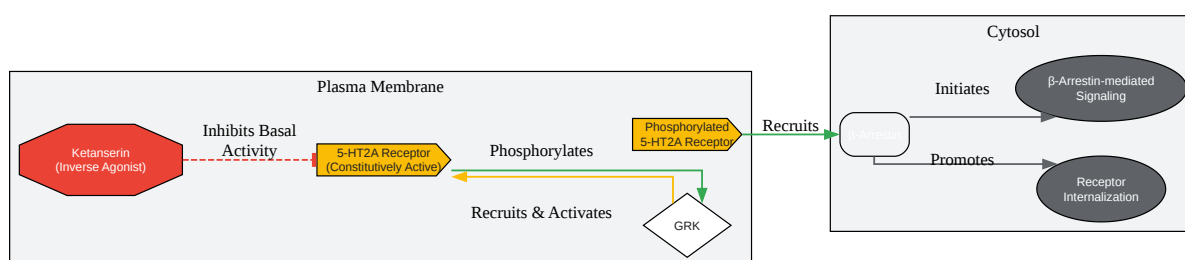 Plasma Membrane
Ketanserin
(Inverse Agonist)
Inhibits Basal
Activity
5-HT2A Receptor
(Constitutively Active)
Phosphorylates
Recruits & Activates
GRK
Phosphorylated
5-HT2A Receptor
Recruits
Cytosol
β-Arrestin
Initiates
Promotes
β-Arrestin-mediated
Signaling
Receptor
Internalization